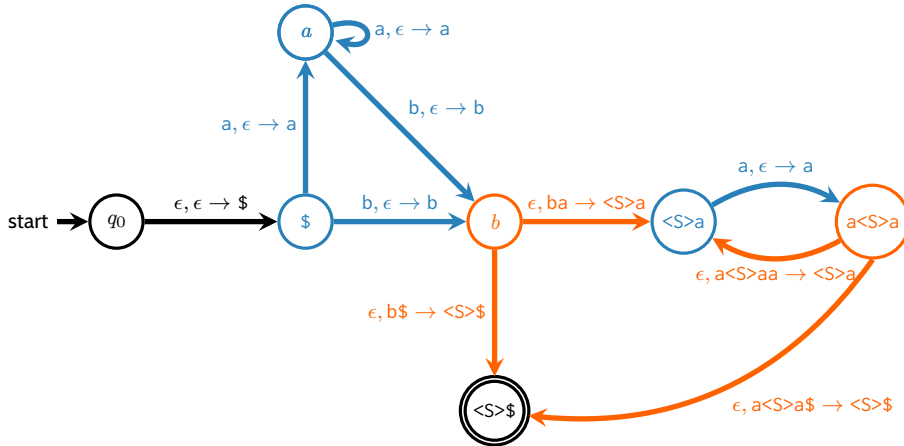 a
a, ϵ → a
a, ϵ → a
b, ϵ → b
start
q₀
ϵ, ϵ → $
$
b, ϵ → b
b
ϵ, ba → <S>a
<S>a
a, ϵ → a
a<S>a
ϵ, a<S>aa → <S>a
ϵ, b$ → <S>$
<S>$
ϵ, a<S>a$ → <S>$